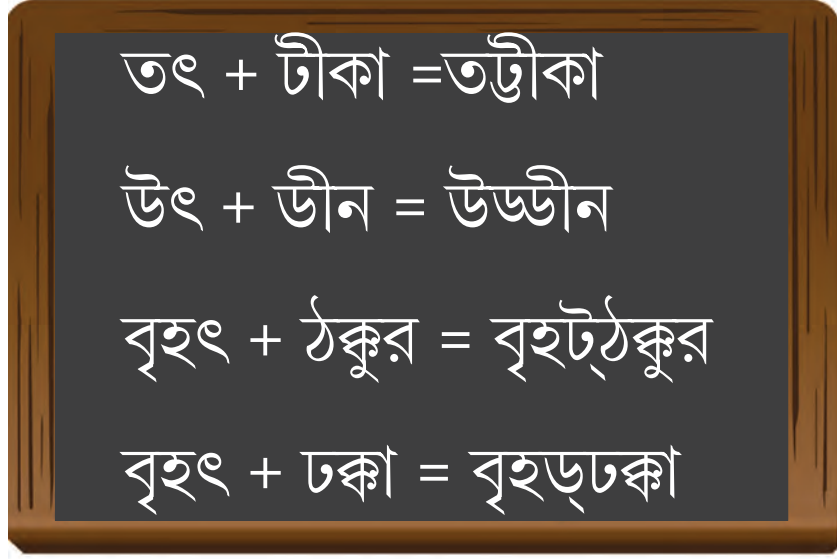 তৎ + টীকা =তট্টীকা
উৎ + ডীন = উড্ডীন
বৃহৎ + ঠক্কুর = বৃহট্‌ঠক্কুর
বৃহৎ + ঢক্কা = বৃহড্‌ঢক্কা